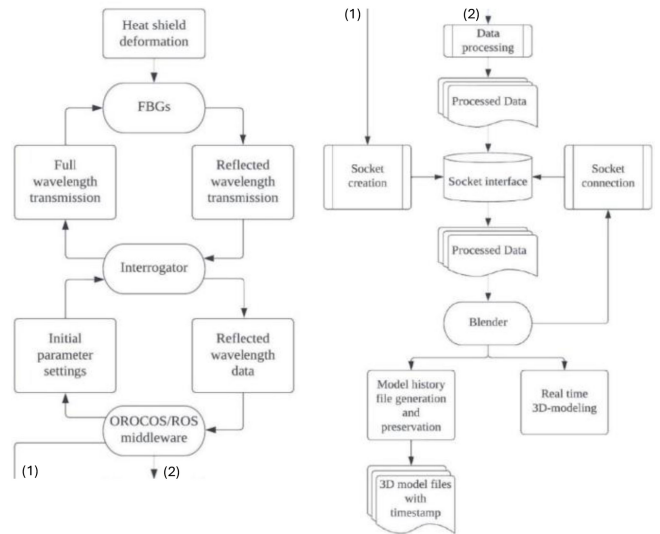 Heat shield
deformation
FBGs
Full
wavelength
transmission
Reflected
wavelength
transmission
Interrogator
Initial
parameter
settings
Reflected
wavelength
data
OROCOS/ROS
middleware
(1)
(2)
(1)
(2)
Data
processing
Processed Data
Socket
creation
Socket interface
Socket
connection
Processed Data
Blender
Model history
file generation
and
preservation
Real time
3D-modeling
3D model files
with
timestamp